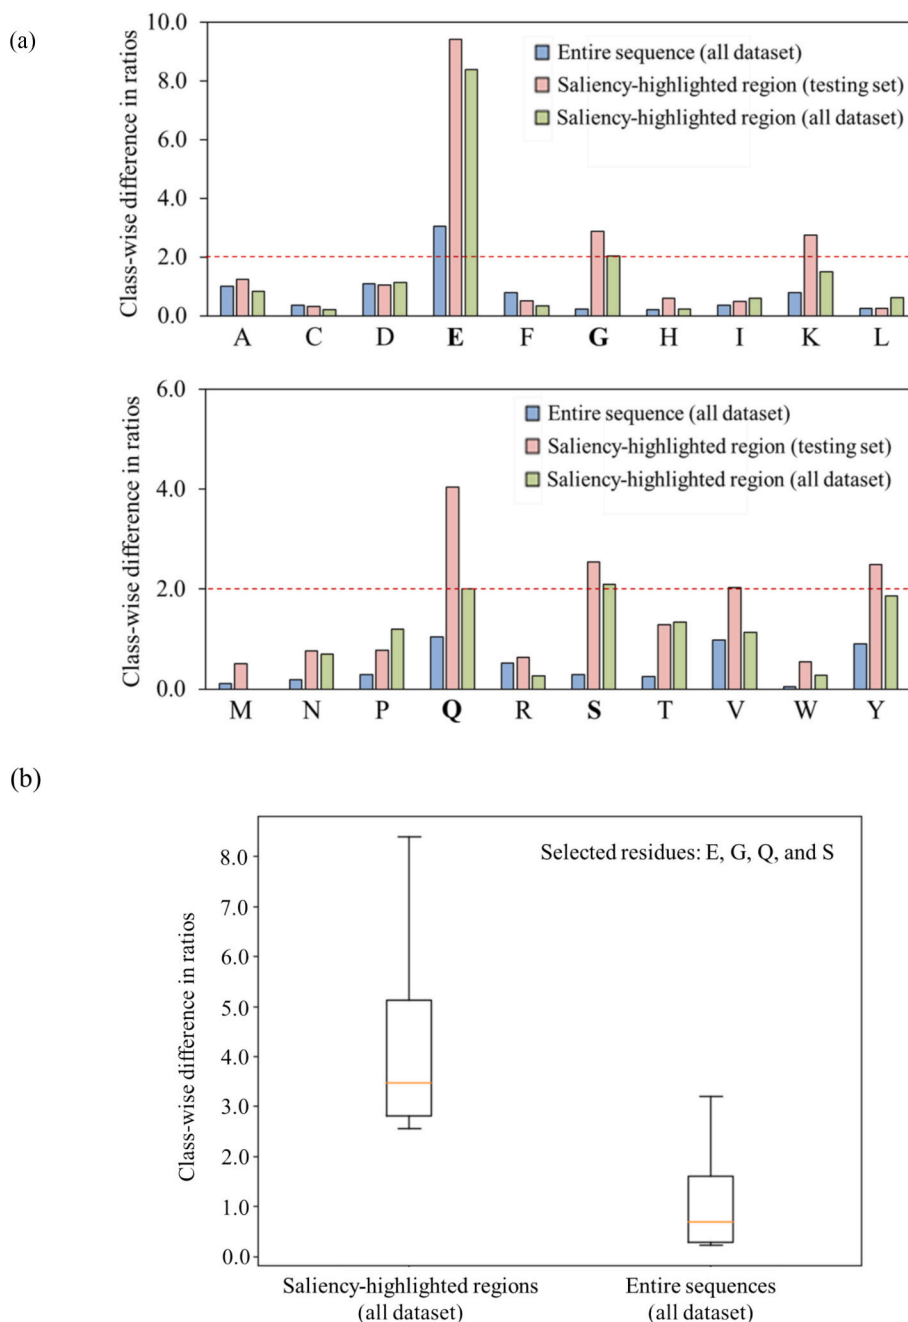 (a)
Class-wise difference in ratios
10.0
8.0
6.0
4.0
2.0
0.0
Entire sequence (all dataset)
Saliency-highlighted region (testing set)
Saliency-highlighted region (all dataset)
A C D E F G H I K L
Class-wise difference in ratios
6.0
4.0
2.0
0.0
Entire sequence (all dataset)
Saliency-highlighted region (testing set)
Saliency-highlighted region (all dataset)
M N P Q R S T V W Y
(b)
Class-wise difference in ratios
8.0
7.0
6.0
5.0
4.0
3.0
2.0
1.0
0.0
Selected residues: E, G, Q, and S
Saliency-highlighted regions
(all dataset)
Entire sequences
(all dataset)